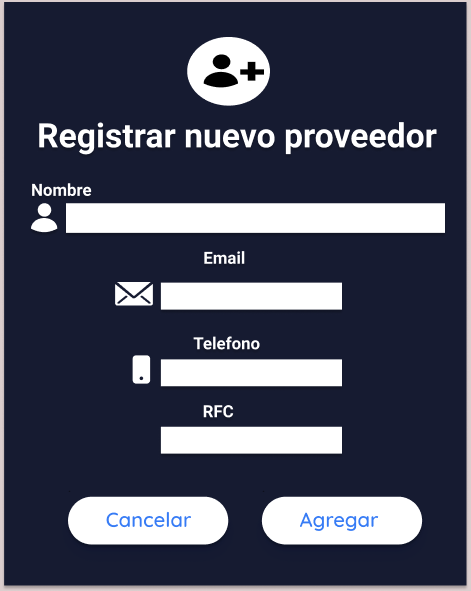 Registrar nuevo proveedor
Nombre
Email
Telefono
RFC
Cancelar
Agregar